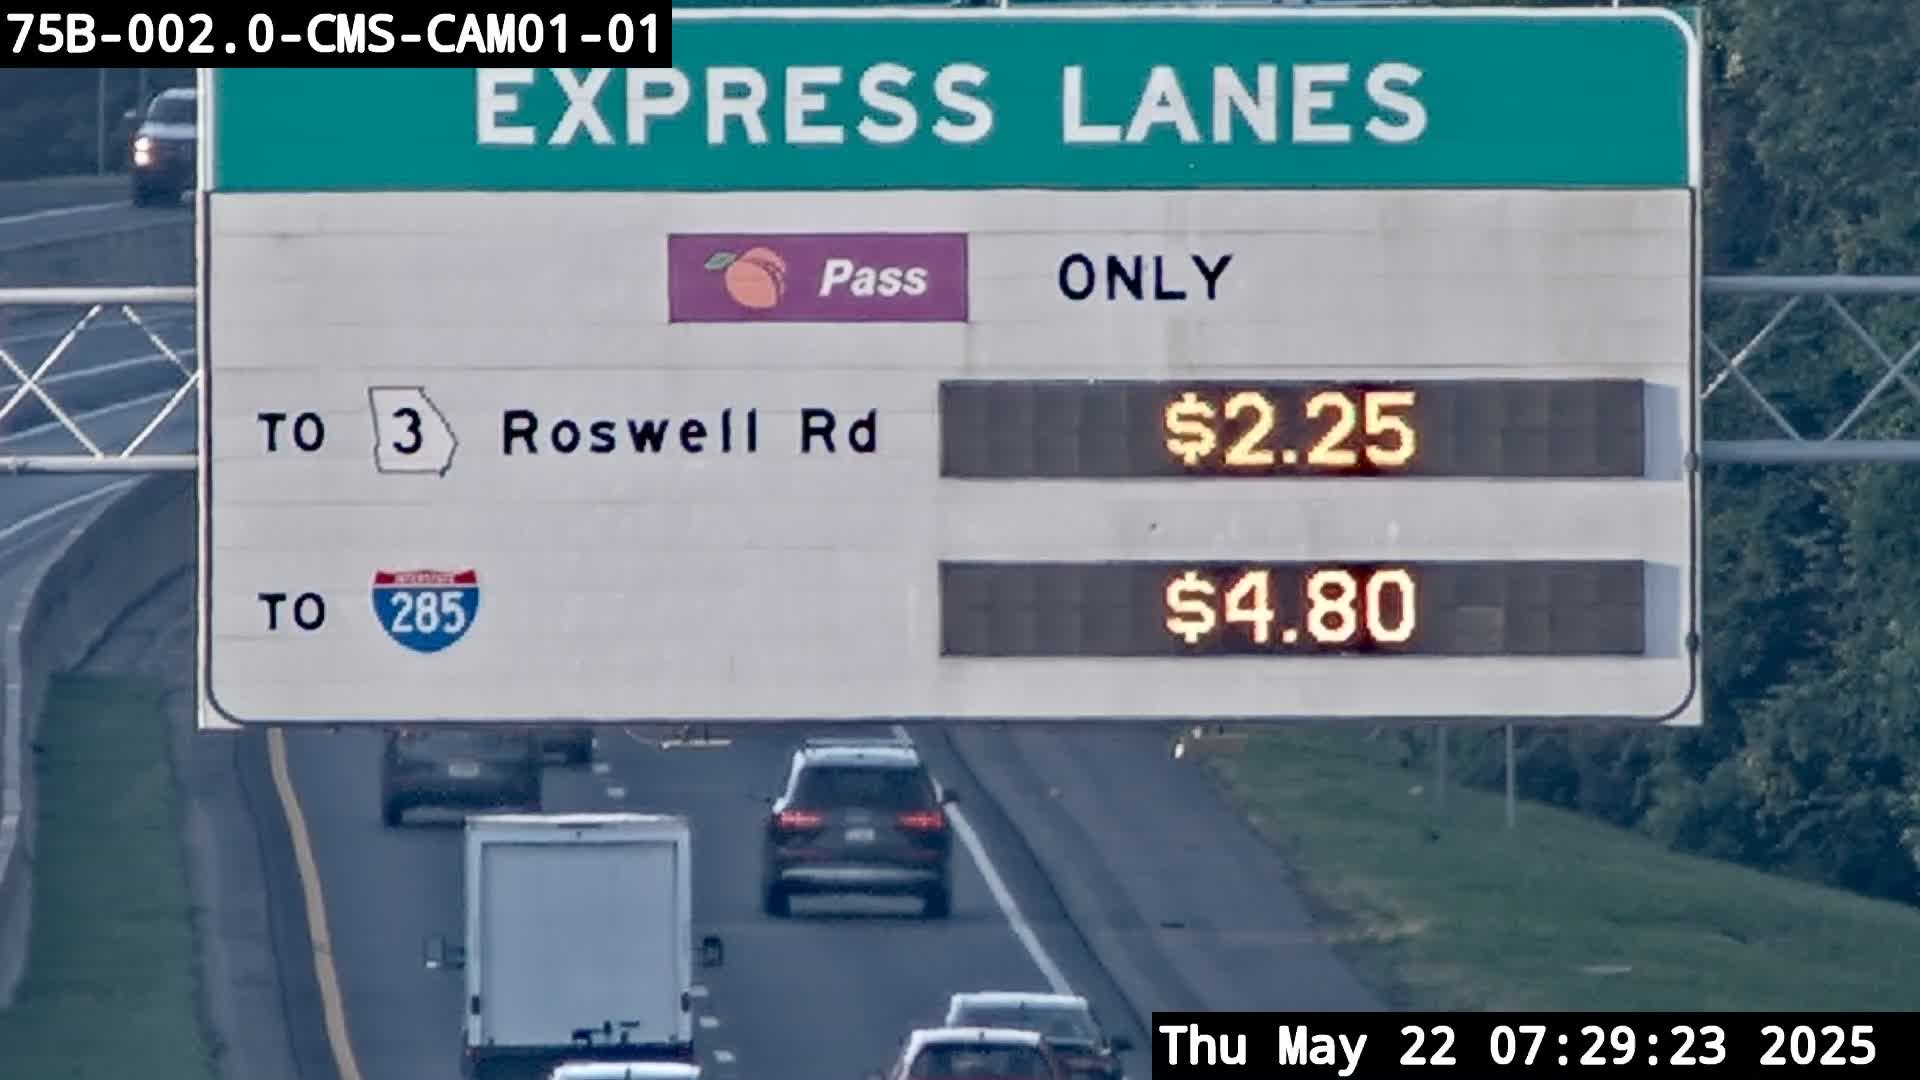 75B-002.0-CMS-CAM01-01
EXPRESS LANES
Pass ONLY
TO 3 Roswell Rd $2.25
TO INTERSTATE 285 $4.80
Thu May 22 07:29:23 2025